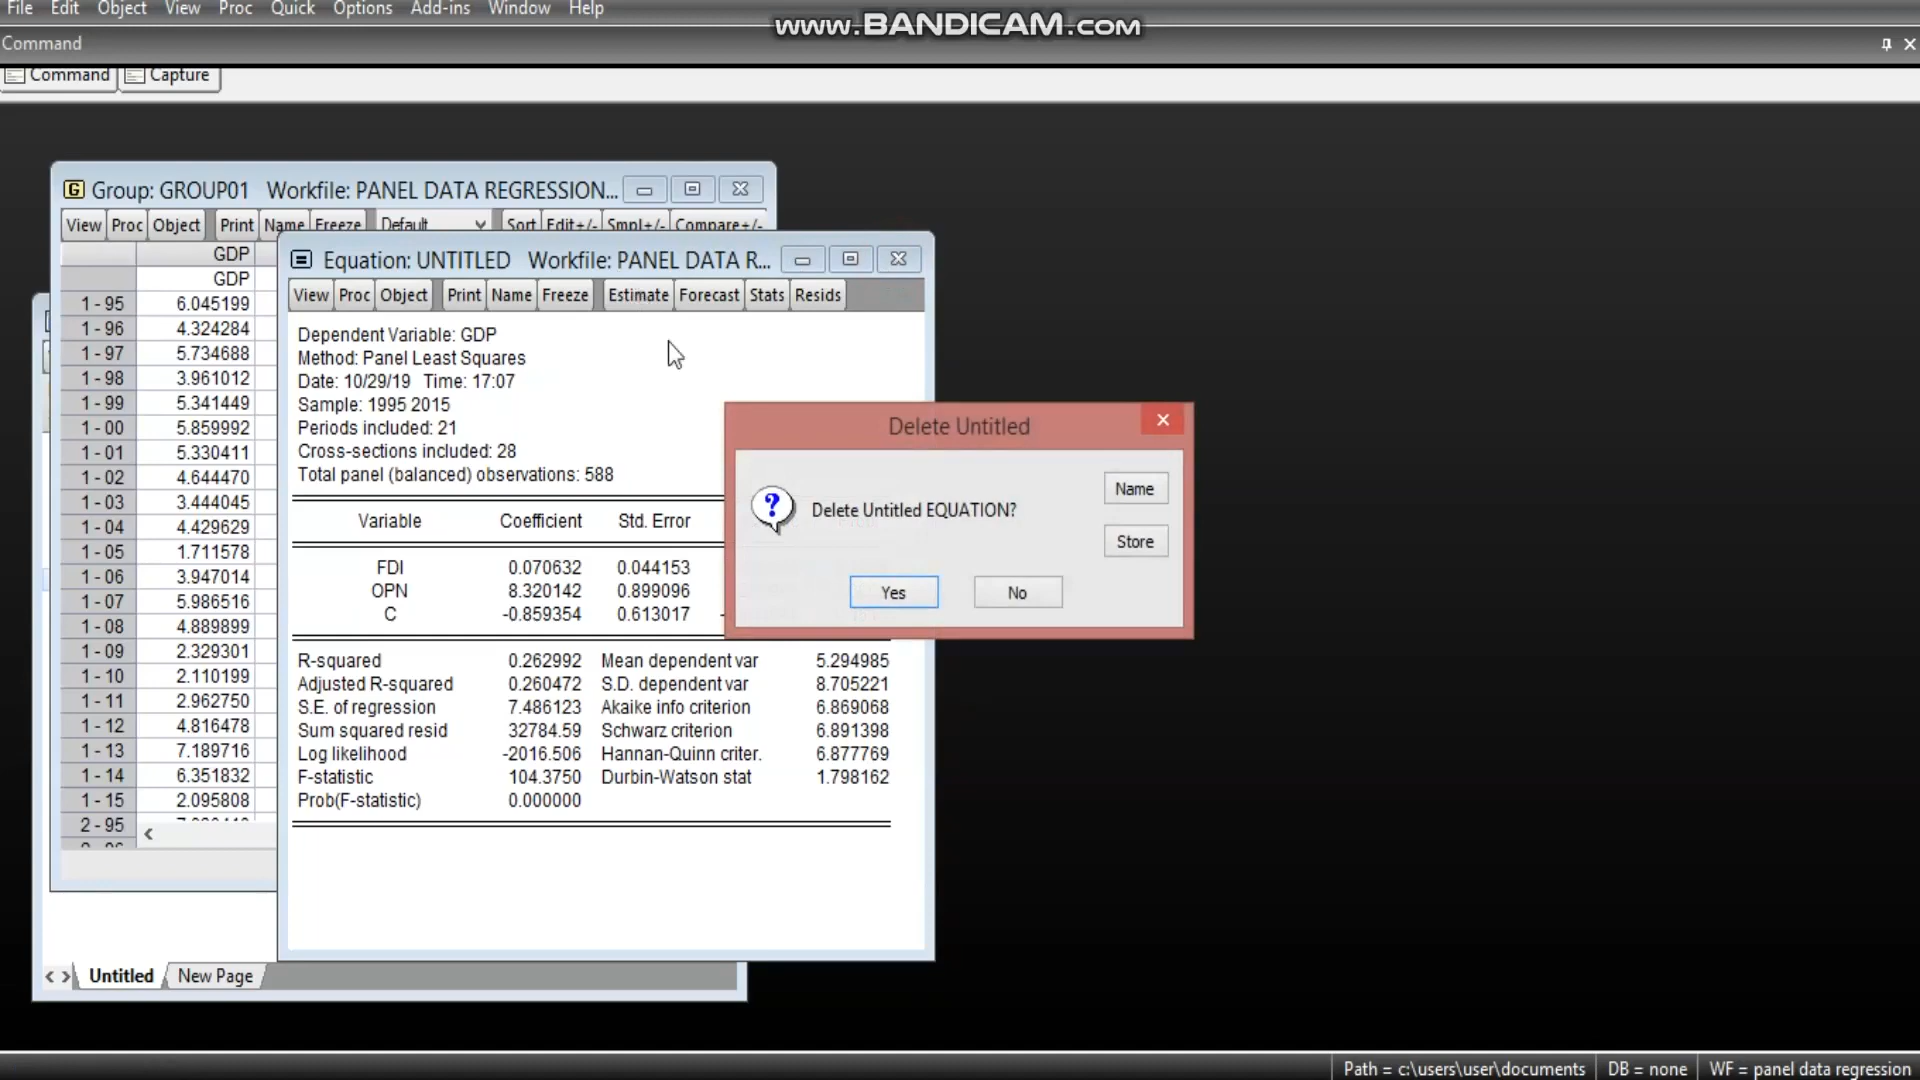 File Edit Object View Proc Quick Options Add-ins Window Help
www.BANDICAM.com
Command
Command Capture
Group: GROUP01 Workfile: PANEL DATA REGRESSION...
View Proc Object Print Name Freeze Default Sort Edit+/- Smpl+/- Compare+/-
GDP
GDP
1 - 95 6.045199
1 - 96 4.324284
1 - 97 5.734688
1 - 98 3.961012
1 - 99 5.341449
1 - 00 5.859992
1 - 01 5.330411
1 - 02 4.644470
1 - 03 3.444045
1 - 04 4.429629
1 - 05 1.711578
1 - 06 3.947014
1 - 07 5.986516
1 - 08 4.889899
1 - 09 2.329301
1 - 10 2.110199
1 - 11 2.962750
1 - 12 4.816478
1 - 13 7.189716
1 - 14 6.351832
1 - 15 2.095808
2 - 95
Equation: UNTITLED Workfile: PANEL DATA R...
View Proc Object Print Name Freeze Estimate Forecast Stats Resids
Dependent Variable: GDP
Method: Panel Least Squares
Date: 10/29/19 Time: 17:07
Sample: 1995 2015
Periods included: 21
Cross-sections included: 28
Total panel (balanced) observations: 588
Variable Coefficient Std. Error
FDI 0.070632 0.044153
OPN 8.320142 0.899096
C -0.859354 0.613017 -
R-squared 0.262992 Mean dependent var 5.294985
Adjusted R-squared 0.260472 S.D. dependent var 8.705221
S.E. of regression 7.486123 Akaike info criterion 6.869068
Sum squared resid 32784.59 Schwarz criterion 6.891398
Log likelihood -2016.506 Hannan-Quinn criter. 6.877769
F-statistic 104.3750 Durbin-Watson stat 1.798162
Prob(F-statistic) 0.000000
Delete Untitled
Delete Untitled EQUATION?
Name
Store
Yes No
Untitled New Page
Path = c:\users\user\documents DB = none WF = panel data regression